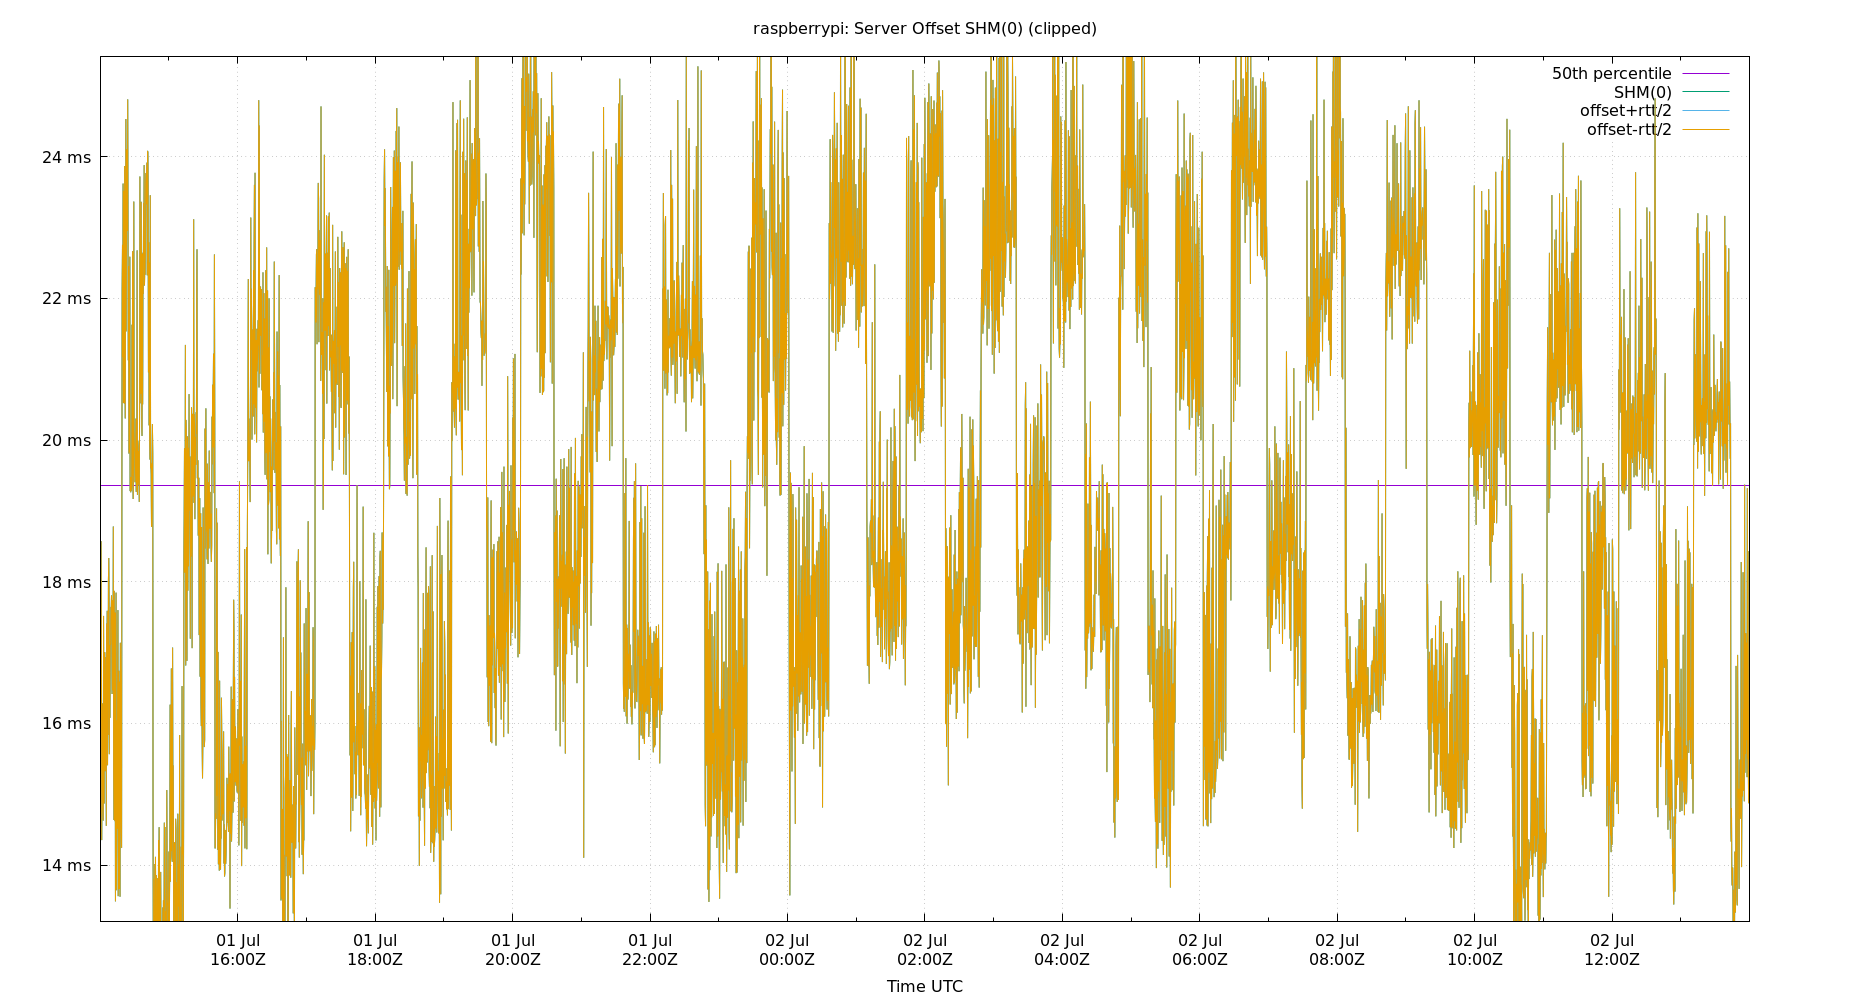 raspberrypi: Server Offset SHM(0) (clipped)
50th percentile
SHM(0)
offset+rtt/2
offset-rtt/2
24 ms
22 ms
20 ms
18 ms
16 ms
14 ms
01 Jul 01 Jul 01 Jul 01 Jul 02 Jul 02 Jul 02 Jul 02 Jul 02 Jul 02 Jul 02 Jul
16:00Z 18:00Z 20:00Z 22:00Z 00:00Z 02:00Z 04:00Z 06:00Z 08:00Z 10:00Z 12:00Z
Time UTC